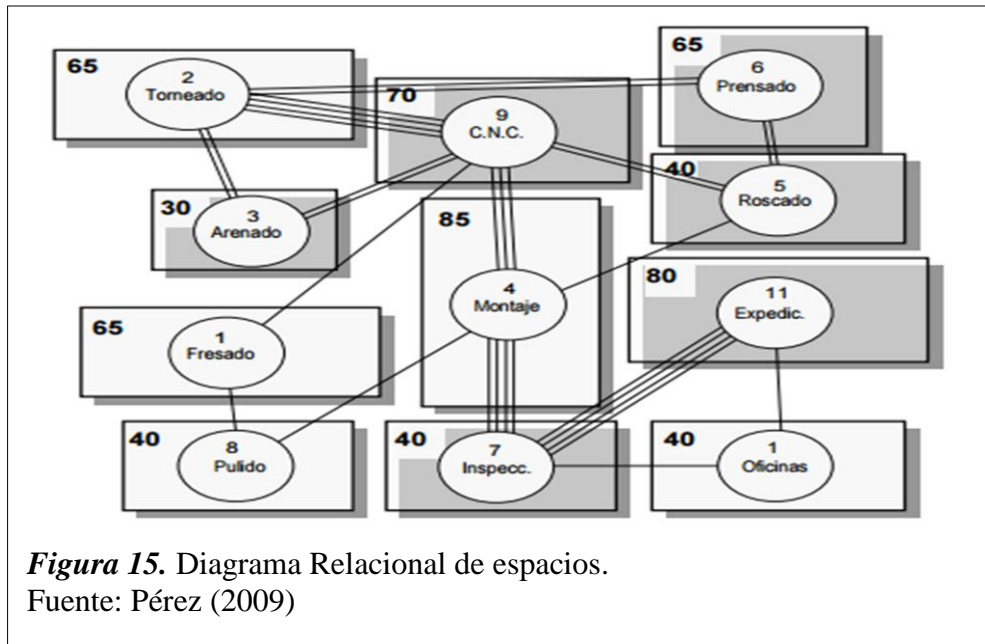 65
2
Torneado
70
9
C.N.C.
65
6
Prensado
30
3
Arenado
85
4
Montaje
40
5
Roscado
65
1
Fresado
80
11
Expedic.
40
8
Pulido
40
7
Inspecc.
40
1
Oficinas
Figura 15. Diagrama Relacional de espacios.
Fuente: Pérez (2009)